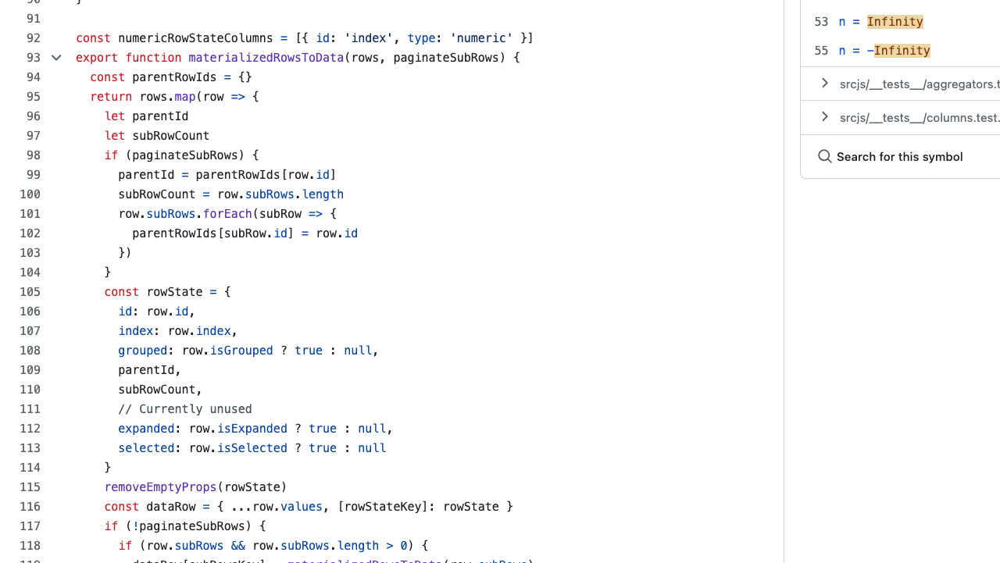 91
92 const numericRowStateColumns = [{ id: 'index', type: 'numeric' }]
93 export function materializedRowsToData(rows, paginateSubRows) {
94 const parentRowIds = {}
95 return rows.map(row => {
96 let parentId
97 let subRowCount
98 if (paginateSubRows) {
99 parentId = parentRowIds[row.id]
100 subRowCount = row.subRows.length
101 row.subRows.forEach(subRow => {
102 parentRowIds[subRow.id] = row.id
103 })
104 }
105 const rowState = {
106 id: row.id,
107 index: row.index,
108 grouped: row.isGrouped ? true : null,
109 parentId,
110 subRowCount,
111 // Currently unused
112 expanded: row.isExpanded ? true : null,
113 selected: row.isSelected ? true : null
114 }
115 removeEmptyProps(rowState)
116 const dataRow = { ...row.values, [rowStateKey]: rowState }
117 if (!paginateSubRows) {
118 if (row.subRows && row.subRows.length > 0) {
53 n = Infinity
55 n = -Infinity
srcjs/__tests__/aggregators.t
srcjs/__tests__/columns.test.
Search for this symbol